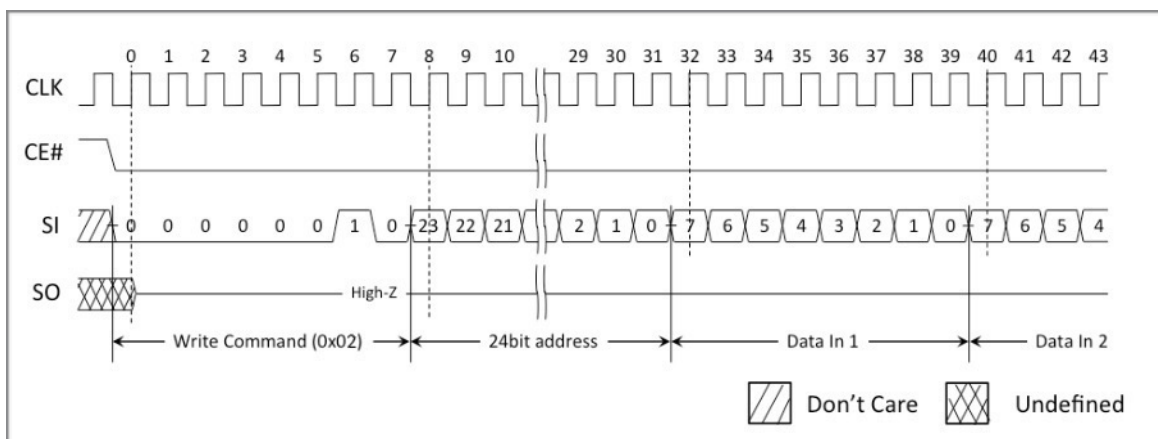 0 1 2 3 4 5 6 7 8 9 10 29 30 31 32 33 34 35 36 37 38 39 40 41 42 43
CLK
CE#
SI 0 0 0 0 0 0 1 0 23 22 21 2 1 0 7 6 5 4 3 2 1 0 7 6 5 4
SO High-Z
Write Command (0x02) 24bit address Data In 1 Data In 2
Don't Care Undefined